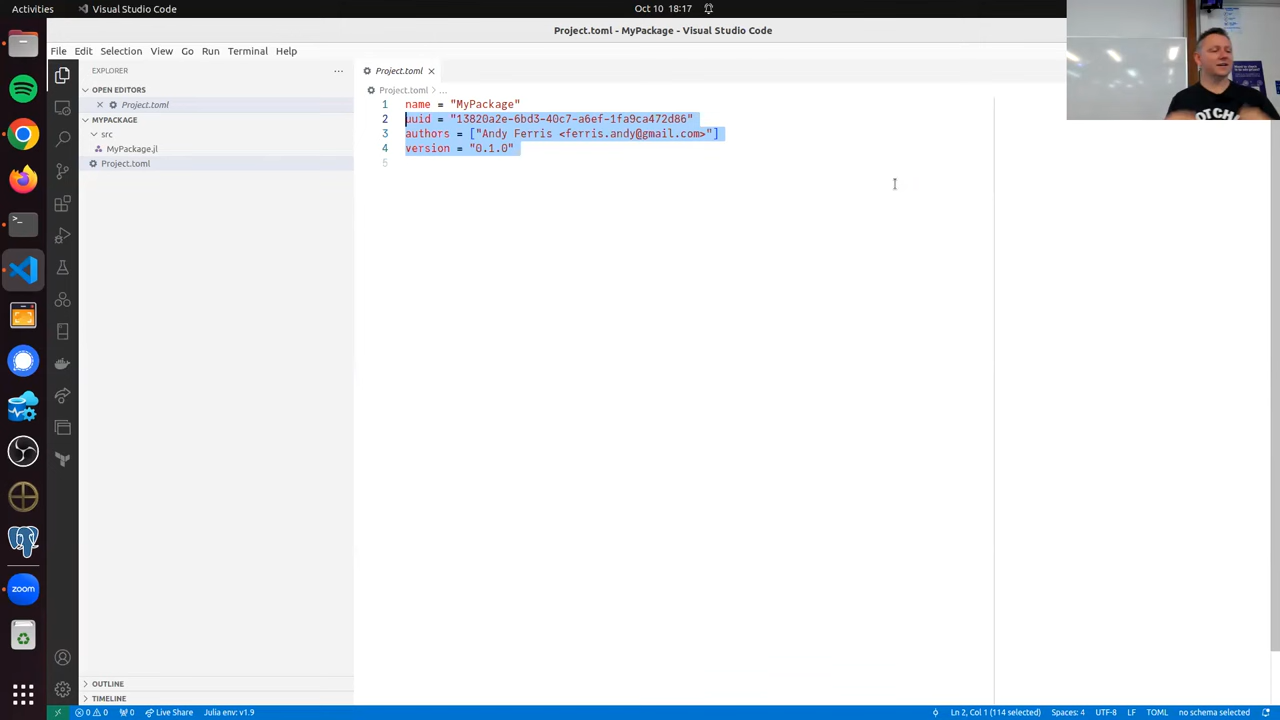 Activities
Visual Studio Code
Oct 10 18:17
Project.toml - MyPackage - Visual Studio Code
File Edit Selection View Go Run Terminal Help
EXPLORER
OPEN EDITORS
Project.toml
MYPACKAGE
src
MyPackage.jl
Project.toml
OUTLINE
TIMELINE
Project.toml
Project.toml > ...
1 name = "MyPackage"
2 uuid = "13820a2e-6bd3-40c7-a6ef-1fa9ca472d86"
3 authors = ["Andy Ferris <ferris.andy@gmail.com>"]
4 version = "0.1.0"
5
zoom
0 0 0 Live Share Julia env: v1.9
Ln 2, Col 1 (114 selected) Spaces: 4 UTF-8 LF TOML no schema selected